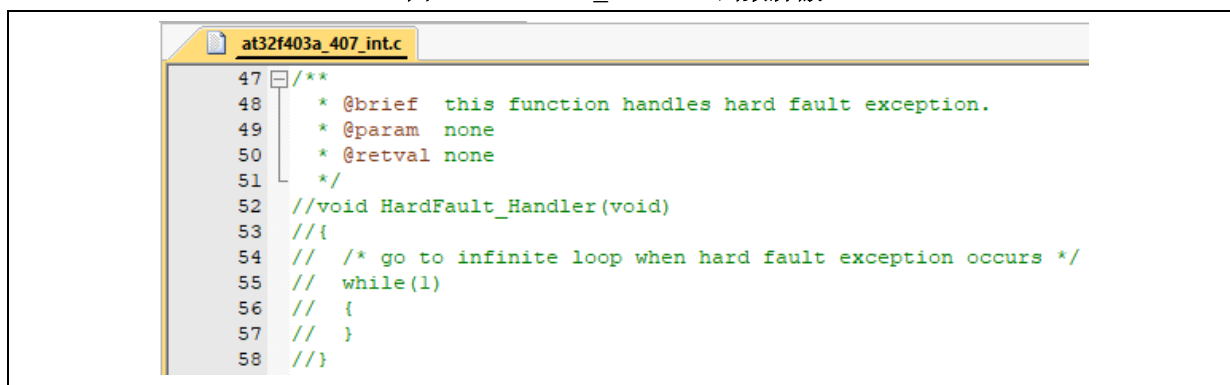 at32f403a_407_int.c
47 /**
48 * @brief this function handles hard fault exception.
49 * @param none
50 * @retval none
51 */
52 //void HardFault_Handler(void)
53 //{
54 // /* go to infinite loop when hard fault exception occurs */
55 // while(1)
56 // {
57 // }
58 //}